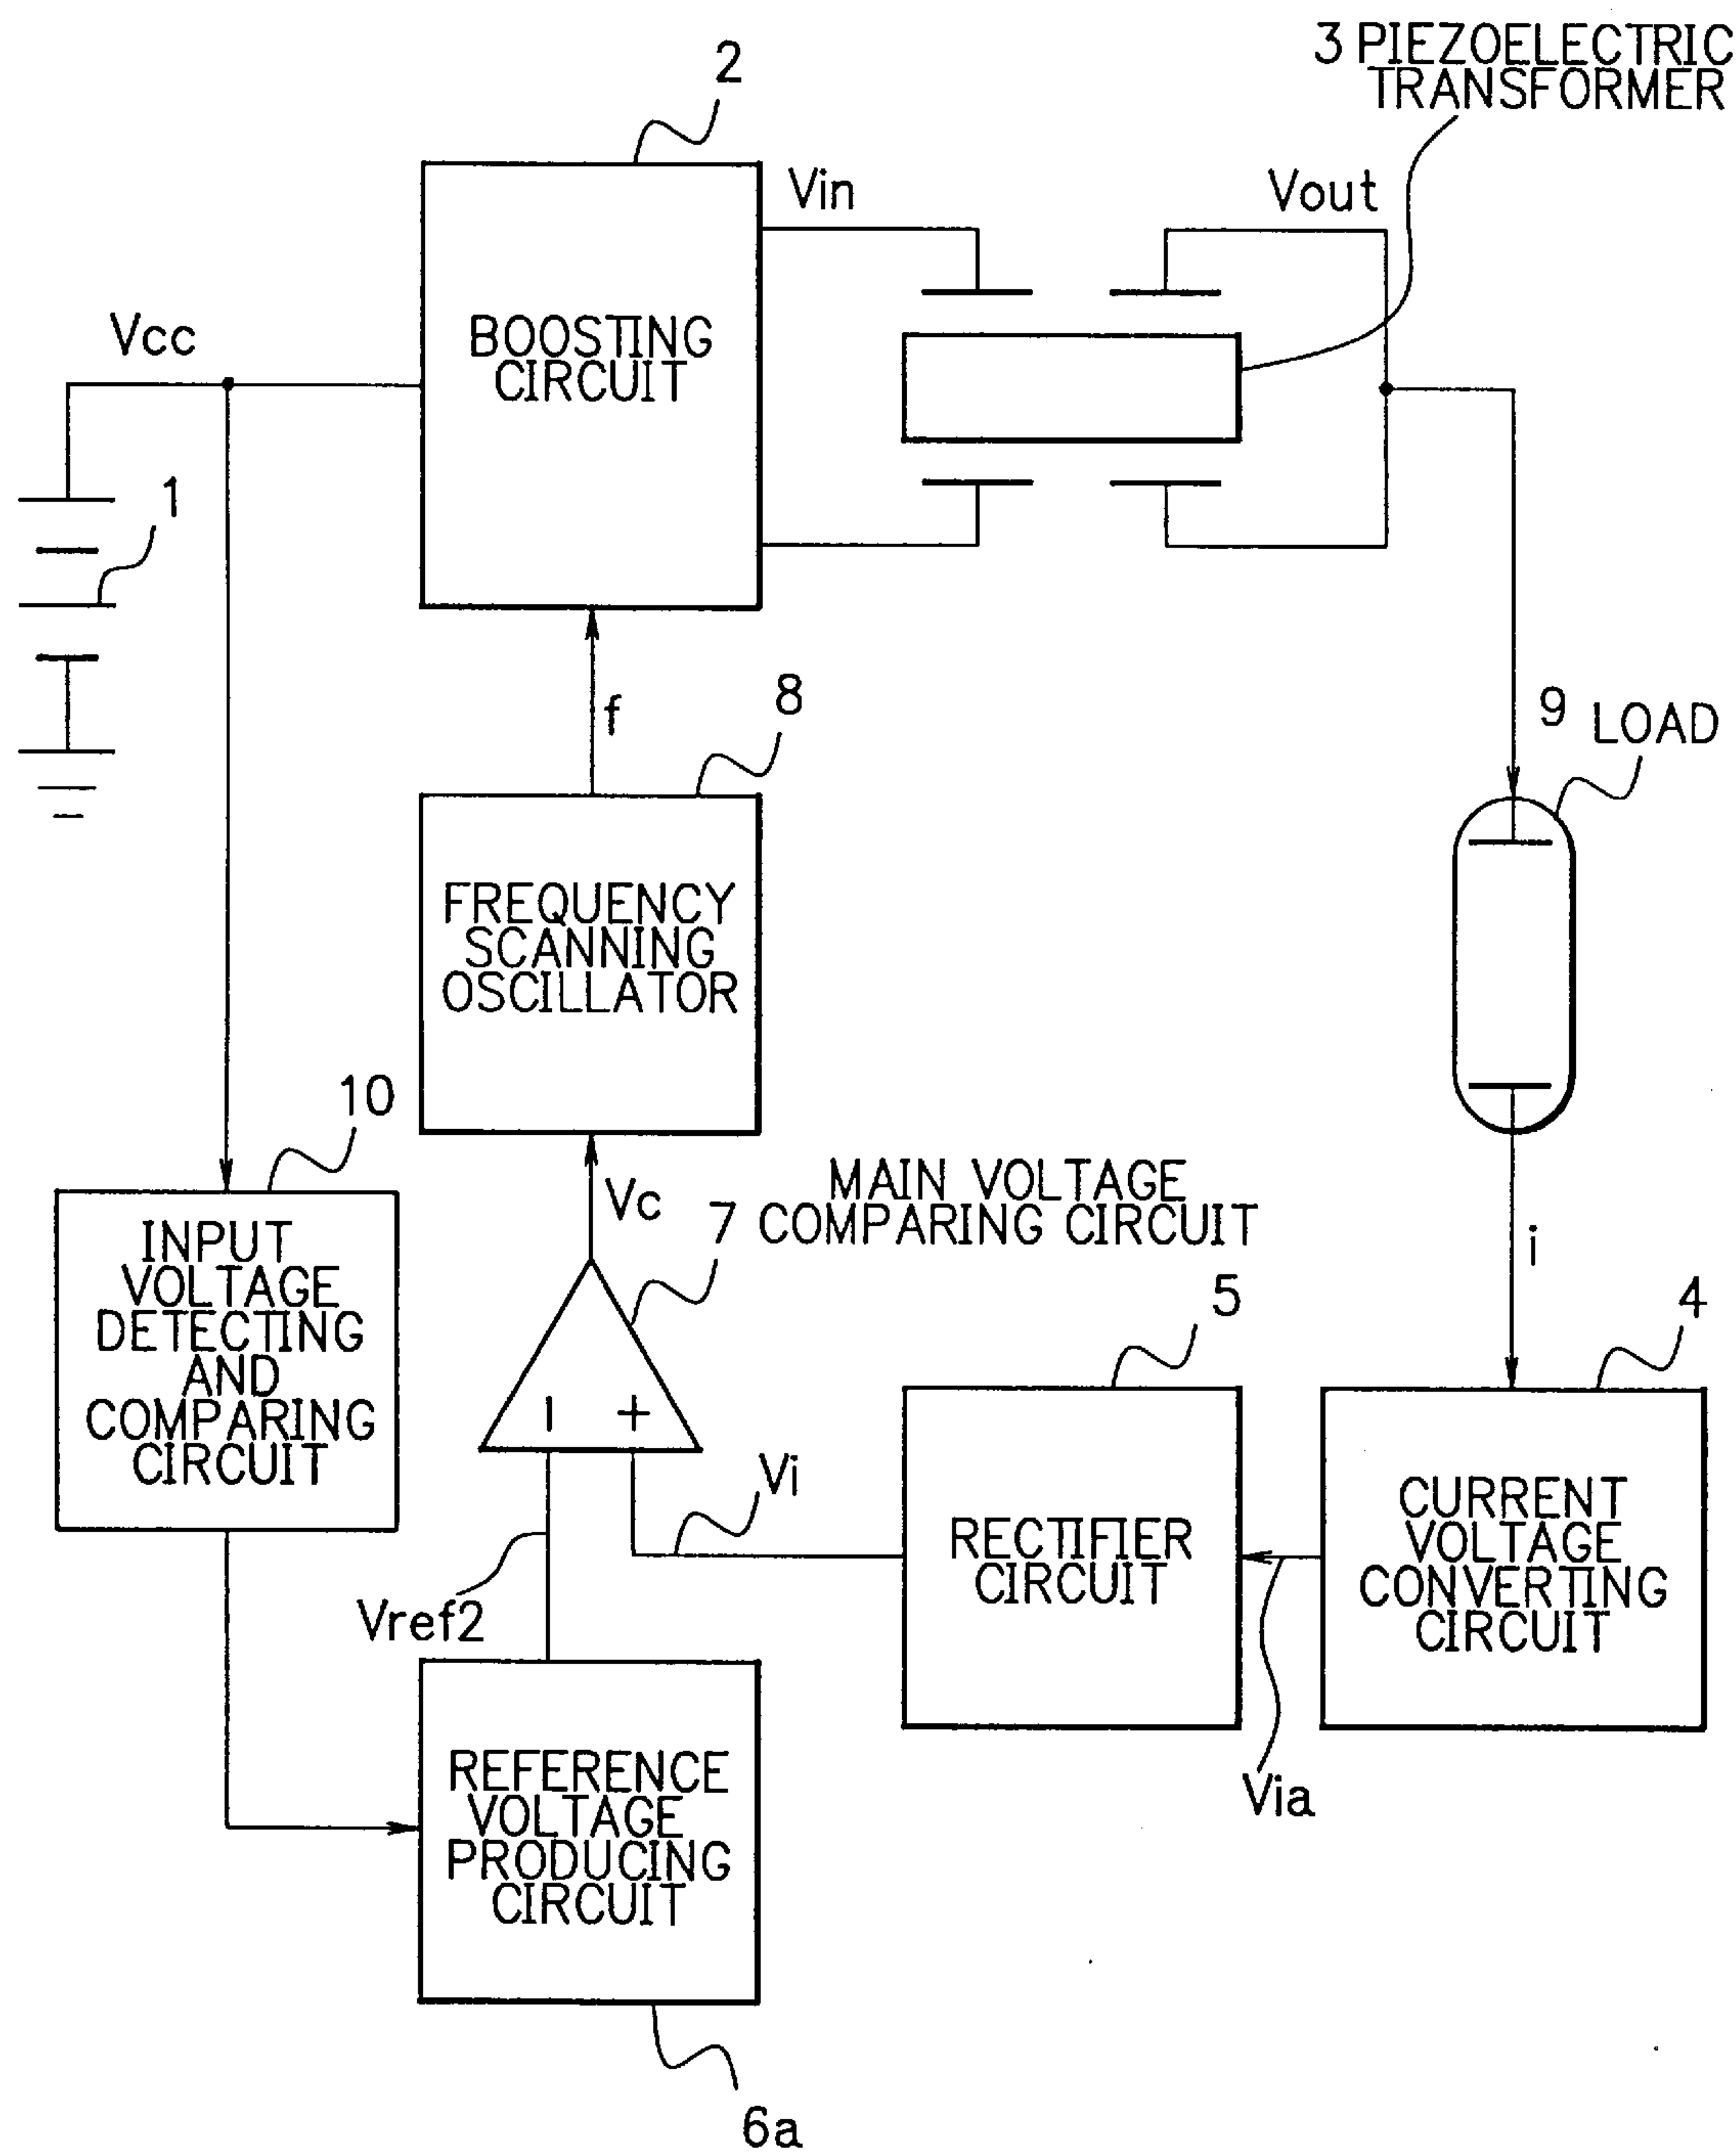 3 PIEZOELECTRIC
TRANSFORMER
2
Vin
Vout
Vcc
BOOSTING
CIRCUIT
1
f
8
9 LOAD
FREQUENCY
SCANNING
OSCILLATOR
10
Vc
7
MAIN VOLTAGE
COMPARING CIRCUIT
i
INPUT
VOLTAGE
DETECTING
AND
COMPARING
CIRCUIT
5
4
− +
Vi
RECTIFIER
CIRCUIT
CURRENT
VOLTAGE
CONVERTING
CIRCUIT
Vref2
Via
REFERENCE
VOLTAGE
PRODUCING
CIRCUIT
6a